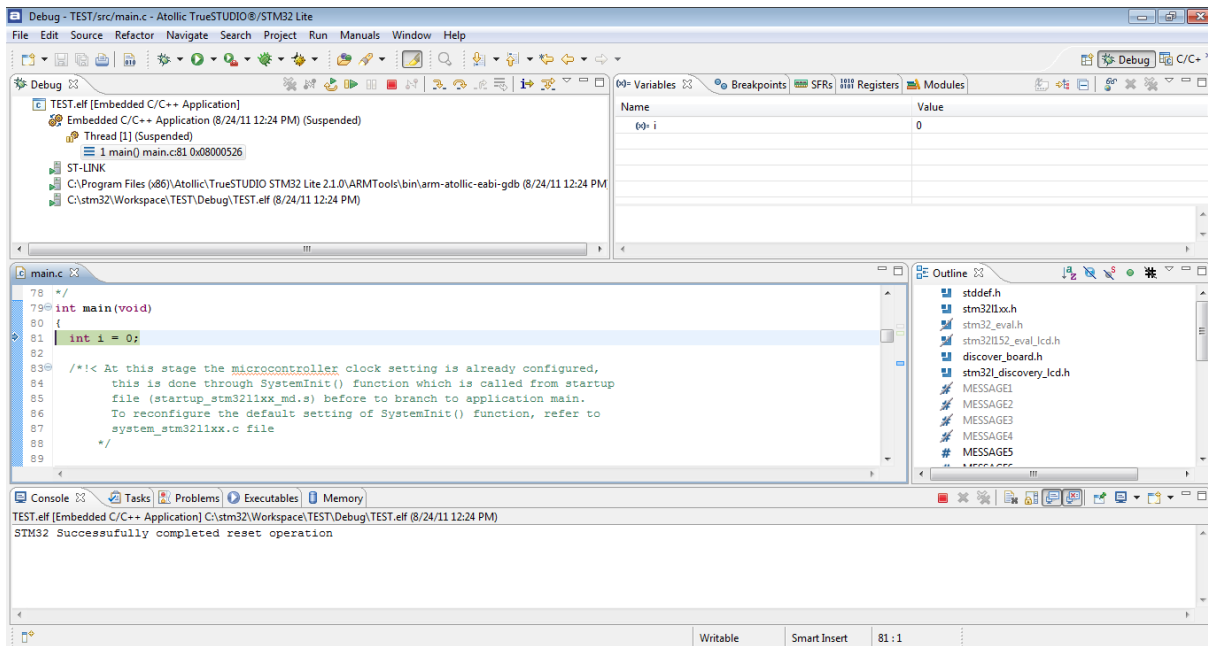 Debug - TEST/src/main.c - Atollic TrueSTUDIO®/STM32 Lite
File Edit Source Refactor Navigate Search Project Run Manuals Window Help
Debug C/C+
Debug
TEST.elf [Embedded C/C++ Application]
Embedded C/C++ Application (8/24/11 12:24 PM) (Suspended)
Thread [1] (Suspended)
1 main() main.c:81 0x08000526
ST-LINK
C:\Program Files (x86)\Atollic\TrueSTUDIO STM32 Lite 2.1.0\ARMTools\bin\arm-atollic-eabi-gdb (8/24/11 12:24 PM
C:\stm32\Workspace\TEST\Debug\TEST.elf (8/24/11 12:24 PM)
(x)= Variables Breakpoints SFRs Registers Modules
Name Value
(x)= i 0
main.c
78 */
79 int main(void)
80 {
81 int i = 0;
82
83 /*!< At this stage the microcontroller clock setting is already configured,
84 this is done through SystemInit() function which is called from startup
85 file (startup_stm32l1xx_md.s) before to branch to application main.
86 To reconfigure the default setting of SystemInit() function, refer to
87 system_stm32l1xx.c file
88 */
89
Outline
stddef.h
stm32l1xx.h
stm32_eval.h
stm32l152_eval_lcd.h
discover_board.h
stm32l_discovery_lcd.h
MESSAGE1
MESSAGE2
MESSAGE3
MESSAGE4
MESSAGE5
Console Tasks Problems Executables Memory
TEST.elf [Embedded C/C++ Application] C:\stm32\Workspace\TEST\Debug\TEST.elf (8/24/11 12:24 PM)
STM32 Successufully completed reset operation
Writable Smart Insert 81 : 1